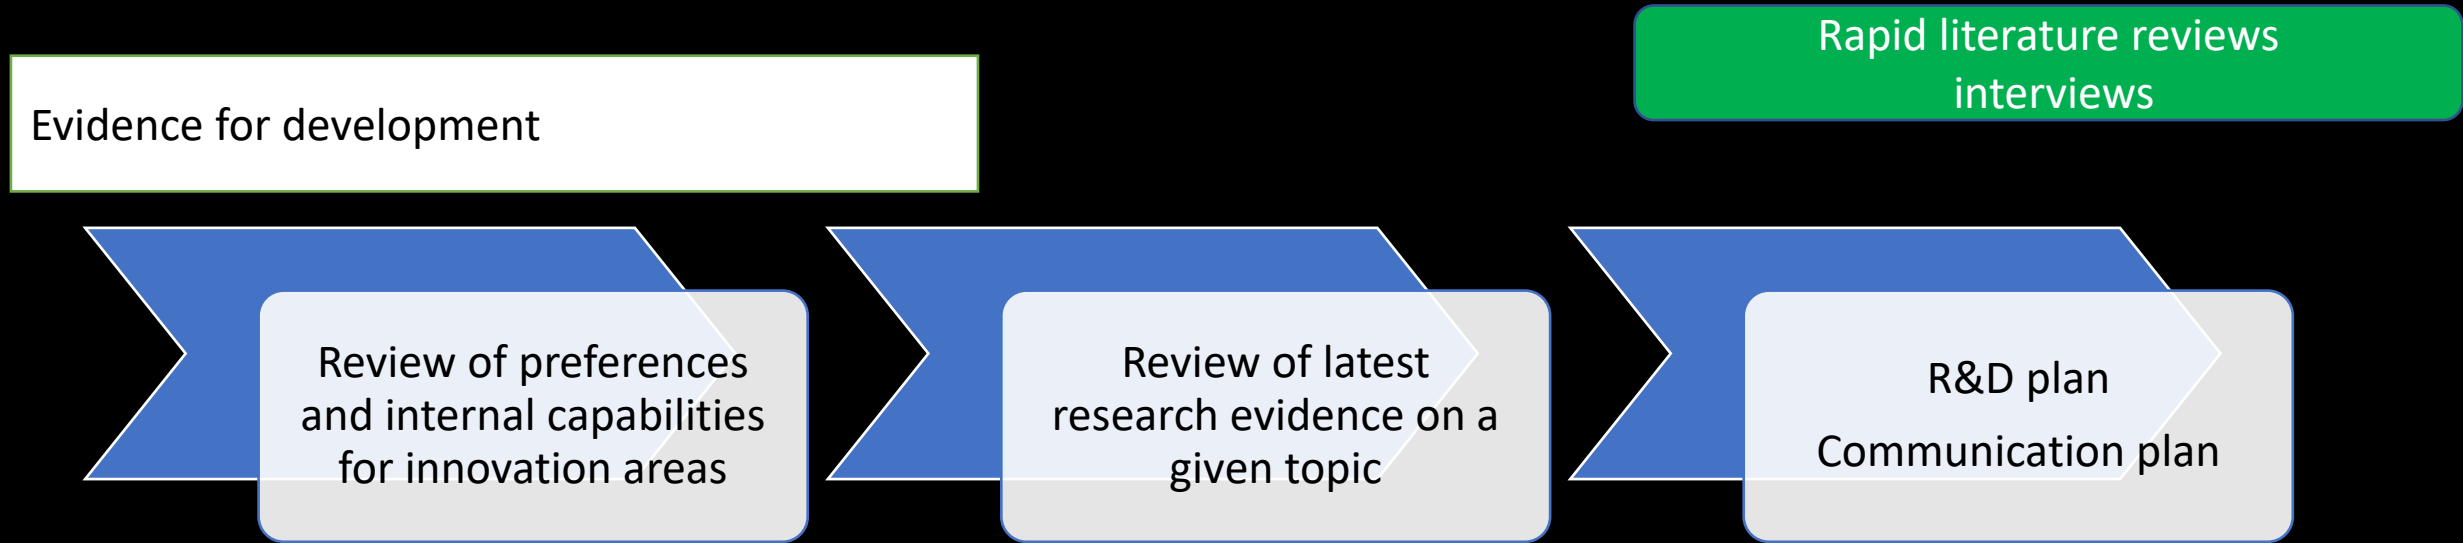 Rapid literature reviews
interviews
Evidence for development
Review of preferences
and internal capabilities
for innovation areas
Review of latest
research evidence on a
given topic
R&D plan
Communication plan